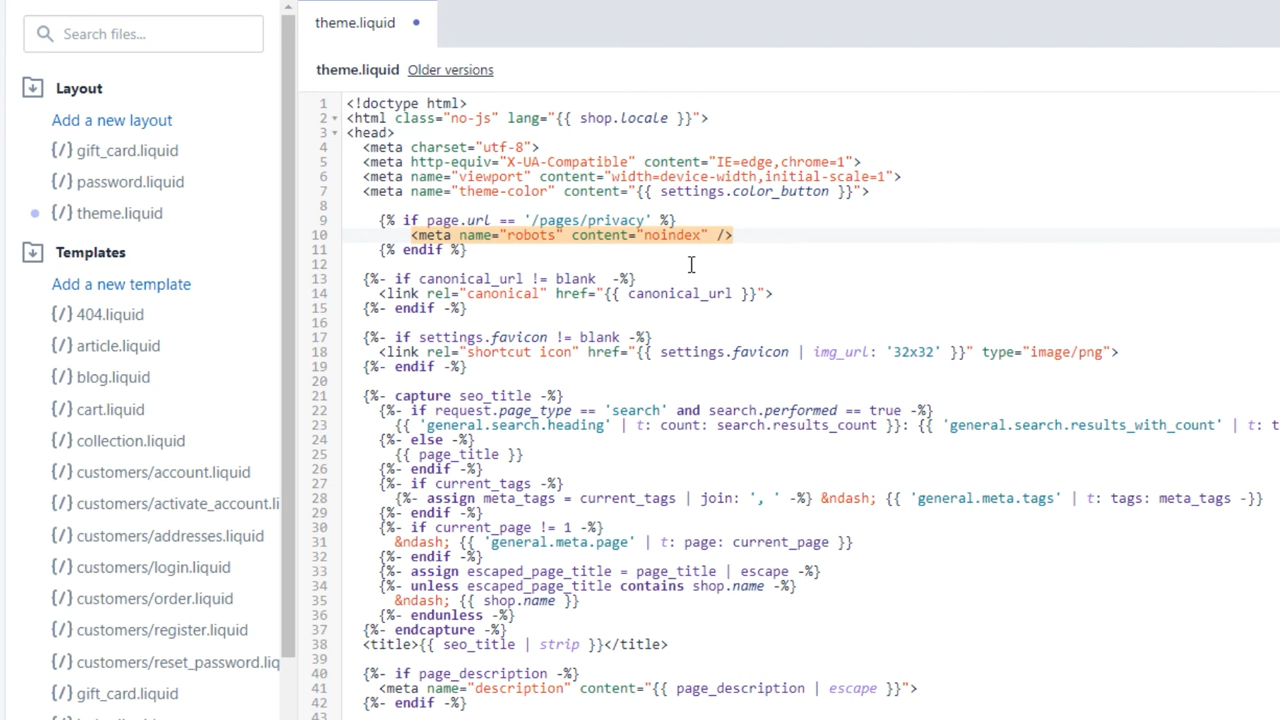 Search files...
Layout
Add a new layout
{/} gift_card.liquid
{/} password.liquid
{/} theme.liquid
Templates
Add a new template
{/} 404.liquid
{/} article.liquid
{/} blog.liquid
{/} cart.liquid
{/} collection.liquid
{/} customers/account.liquid
{/} customers/activate_account.li
{/} customers/addresses.liquid
{/} customers/login.liquid
{/} customers/order.liquid
{/} customers/register.liquid
{/} customers/reset_password.liq
{/} gift_card.liquid
theme.liquid
theme.liquid Older versions
1 <!doctype html>
2 <html class="no-js" lang="{{ shop.locale }}">
3 <head>
4 <meta charset="utf-8">
5 <meta http-equiv="X-UA-Compatible" content="IE=edge,chrome=1">
6 <meta name="viewport" content="width=device-width,initial-scale=1">
7 <meta name="theme-color" content="{{ settings.color_button }}">
8
9 {% if page.url == '/pages/privacy' %}
10 <meta name="robots" content="noindex" />
11 {% endif %}
12
13 {%- if canonical_url != blank -%}
14 <link rel="canonical" href="{{ canonical_url }}">
15 {%- endif -%}
16
17 {%- if settings.favicon != blank -%}
18 <link rel="shortcut icon" href="{{ settings.favicon | img_url: '32x32' }}" type="image/png">
19 {%- endif -%}
20
21 {%- capture seo_title -%}
22 {%- if request.page_type == 'search' and search.performed == true -%}
23 {{ 'general.search.heading' | t: count: search.results_count }}: {{ 'general.search.results_with_count' | t: t
24 {%- else -%}
25 {{ page_title }}
26 {%- endif -%}
27 {%- if current_tags -%}
28 {%- assign meta_tags = current_tags | join: ', ' -%} &ndash; {{ 'general.meta.tags' | t: tags: meta_tags -}}
29 {%- endif -%}
30 {%- if current_page != 1 -%}
31 &ndash; {{ 'general.meta.page' | t: page: current_page }}
32 {%- endif -%}
33 {%- assign escaped_page_title = page_title | escape -%}
34 {%- unless escaped_page_title contains shop.name -%}
35 &ndash; {{ shop.name }}
36 {%- endunless -%}
37 {%- endcapture -%}
38 <title>{{ seo_title | strip }}</title>
39
40 {%- if page_description -%}
41 <meta name="description" content="{{ page_description | escape }}">
42 {%- endif -%}
43